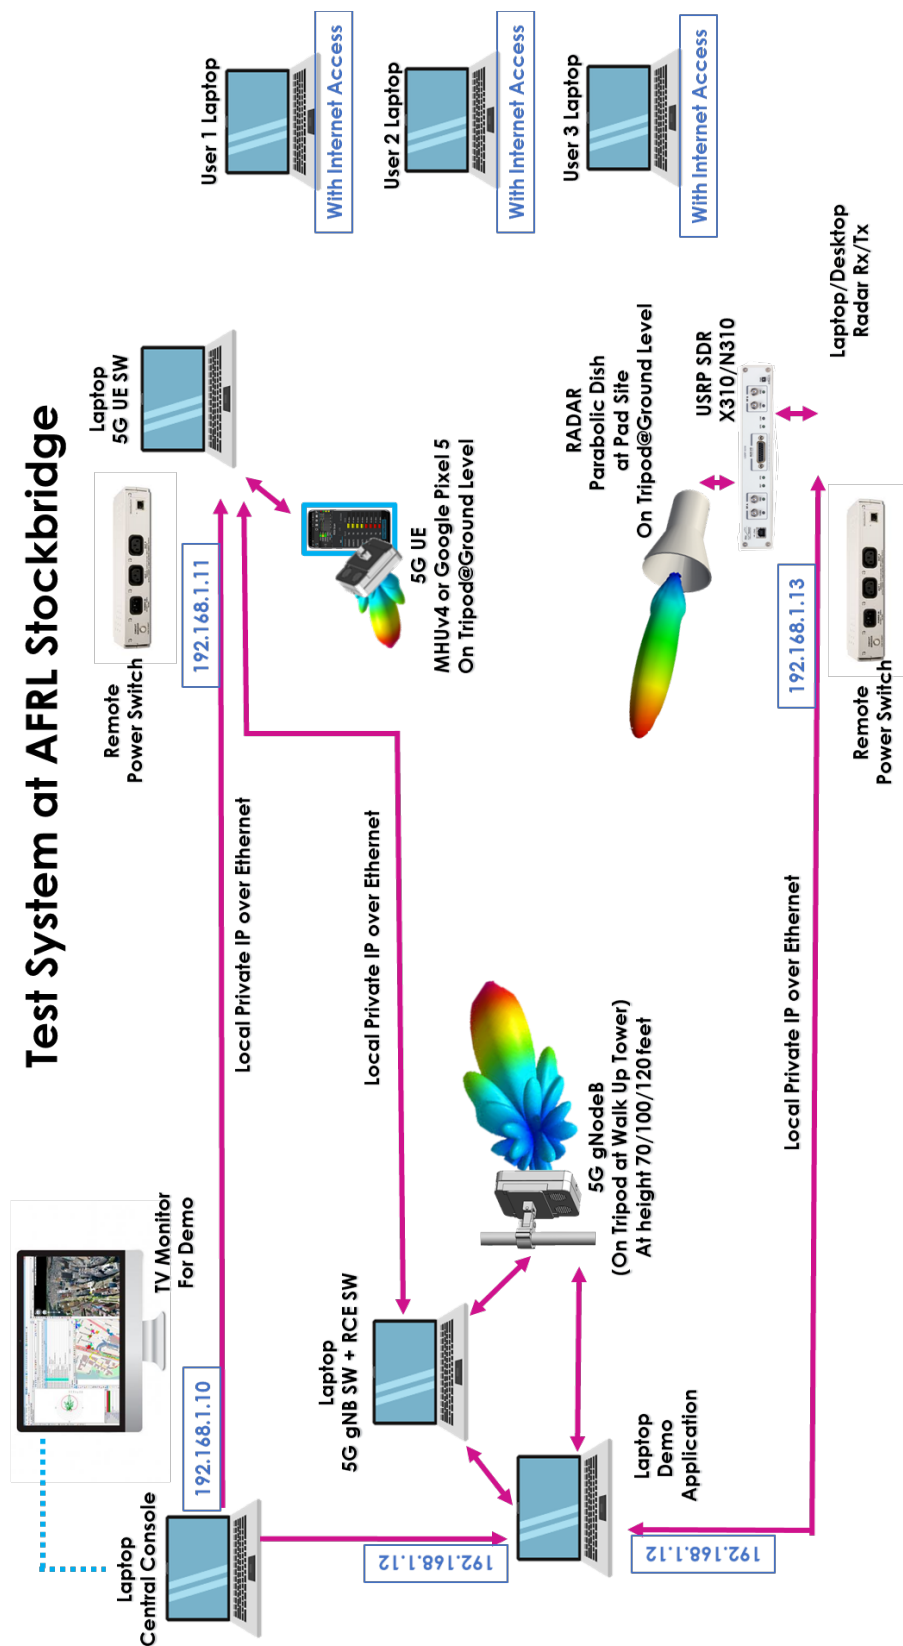 Test System at AFRL Stockbridge
TV Monitor
For Demo
Laptop
Central Console
192.168.1.10
Local Private IP over Ethernet
192.168.1.11
Remote
Power Switch
Laptop
5G UE SW
User 1 Laptop
With Internet Access
User 2 Laptop
With Internet Access
User 3 Laptop
With Internet Access
Laptop
5G gNB SW + RCE SW
Local Private IP over Ethernet
5G UE
MHUv4 or Google Pixel 5
On Tripod@Ground Level
192.168.1.12
Laptop
Demo
Application
192.168.1.12
5G gNodeB
(On Tripod at Walk Up Tower)
At height 70/100/120feet
RADAR
Parabolic Dish
at Pad Site
On Tripod@Ground Level
USRP SDR
X310/N310
Laptop/Desktop
Radar Rx/Tx
Local Private IP over Ethernet
192.168.1.13
Remote
Power Switch